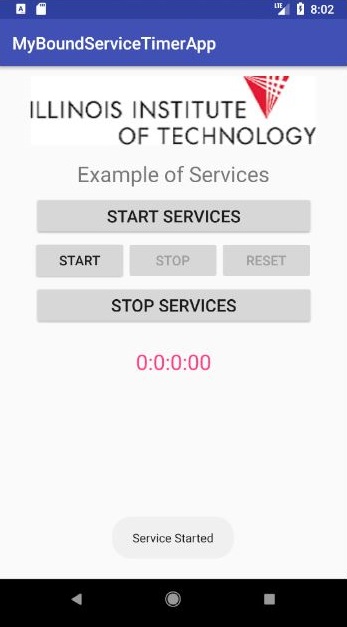 LTE 8:02
MyBoundServiceTimerApp
ILLINOIS INSTITUTE
OF TECHNOLOGY
Example of Services
START SERVICES
START STOP RESET
STOP SERVICES
0:0:0:00
Service Started